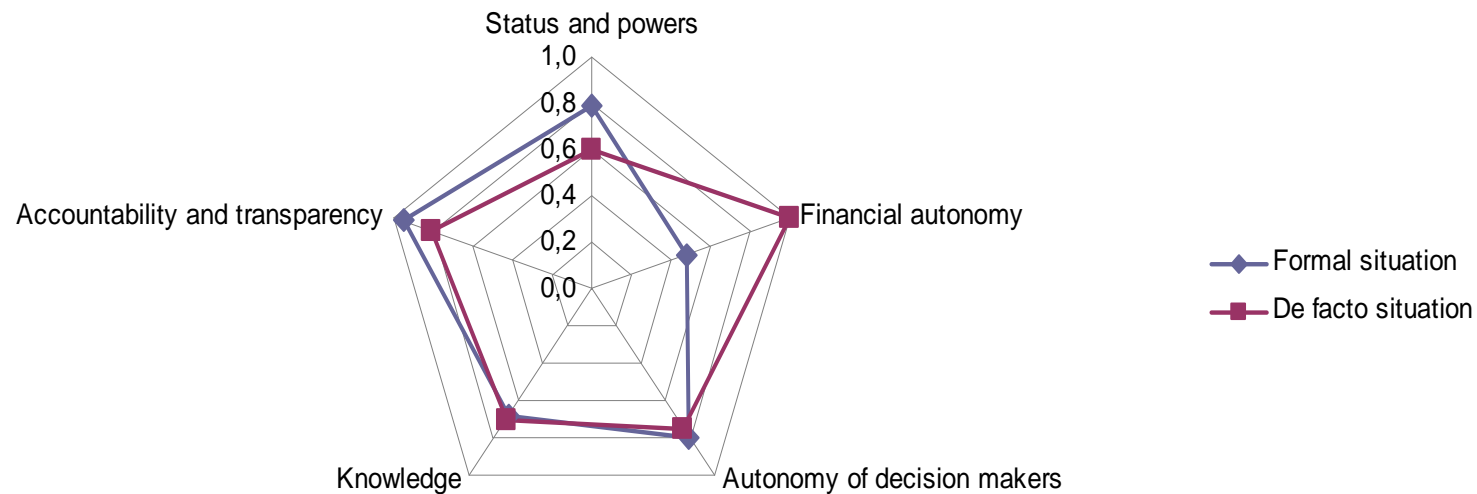 Status and powers
1,0
0,8
0,6
0,4
0,2
0,0
Accountability and transparency
Financial autonomy
Knowledge
Autonomy of decision makers
Formal situation
De facto situation